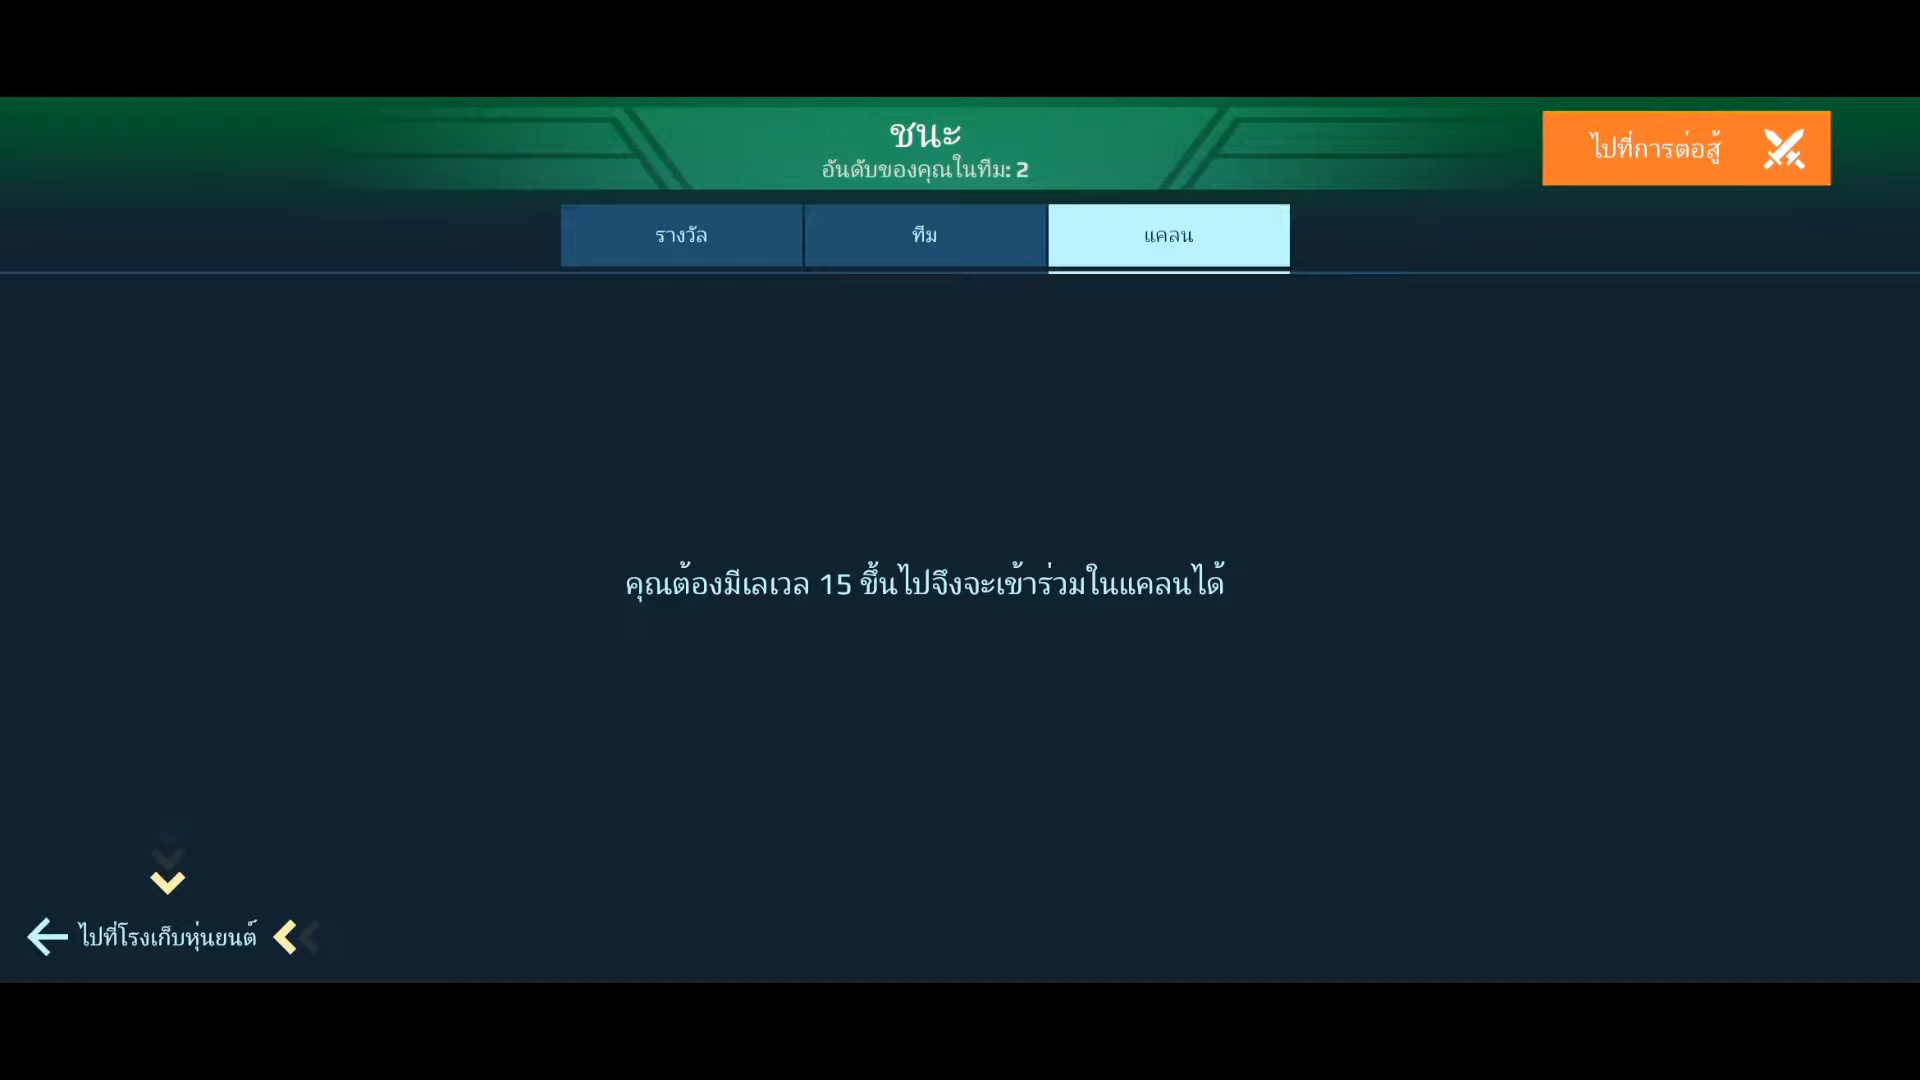 ชนะ
อันดับของคุณในทีม: 2
ไปที่การต่อสู้
รางวัล
ทีม
แคลน
คุณต้องมีเลเวล 15 ขึ้นไปจึงจะเข้าร่วมในแคลนได้
ไปที่โรงเก็บหุ่นยนต์